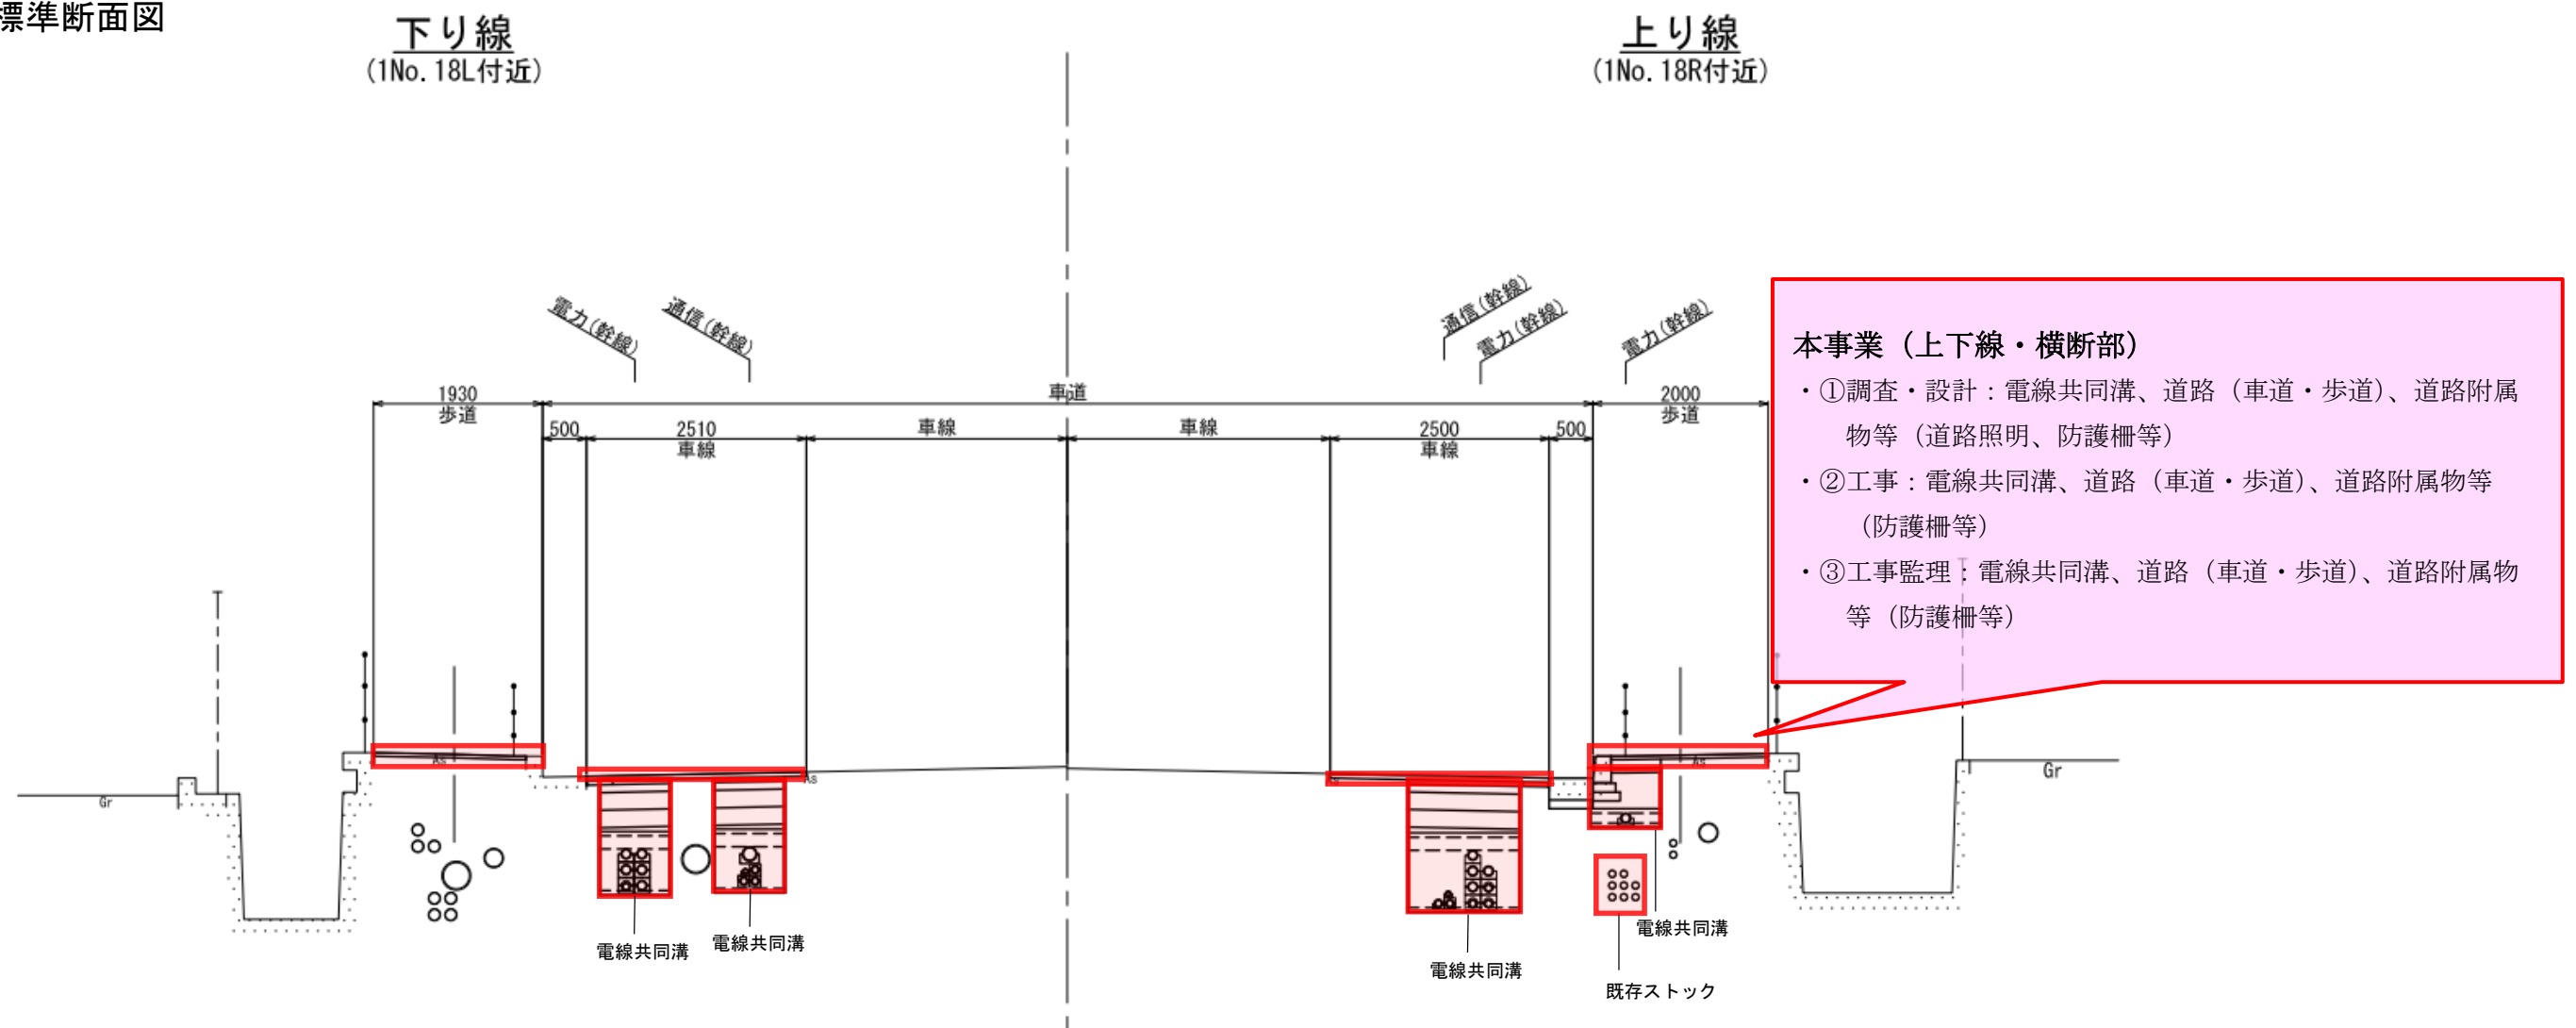 標準断面図
下り線
(1No.18L付近)
上り線
(1No.18R付近)
電力(幹線)
通信(幹線)
通信(幹線)
電力(幹線)
電力(幹線)
1930
歩道
車道
2000
歩道
500
2510
車線
車線
車線
2500
車線
500
本事業（上下線・横断部）
・①調査・設計：電線共同溝、道路（車道・歩道）、道路附属
物等（道路照明、防護柵等）
・②工事：電線共同溝、道路（車道・歩道）、道路附属物等
（防護柵等）
・③工事監理：電線共同溝、道路（車道・歩道）、道路附属物
等（防護柵等）
As
As
As
Gr
Gr
電線共同溝
電線共同溝
電線共同溝
電線共同溝
既存ストック